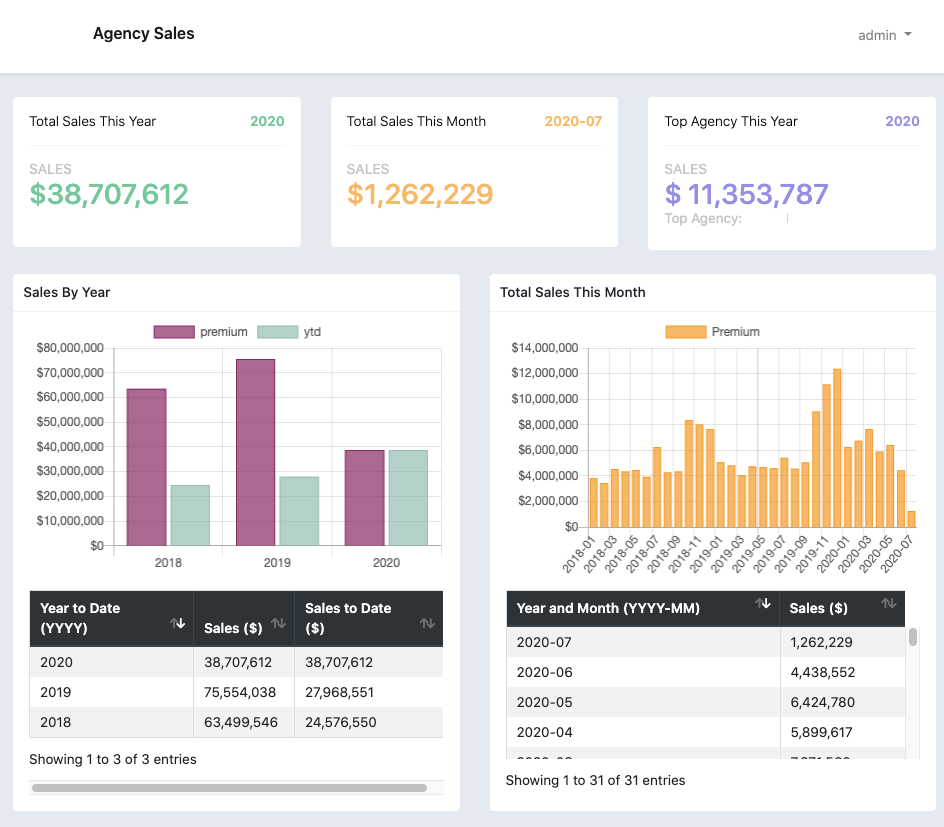 Agency Sales
admin
Total Sales This Year 2020
SALES
$38,707,612
Total Sales This Month 2020-07
SALES
$1,262,229
Top Agency This Year 2020
SALES
$ 11,353,787
Top Agency:
Sales By Year
premium ytd
$80,000,000
$70,000,000
$60,000,000
$50,000,000
$40,000,000
$30,000,000
$20,000,000
$10,000,000
$0
2018 2019 2020
Year to Date (YYYY) Sales ($) Sales to Date ($)
2020 38,707,612 38,707,612
2019 75,554,038 27,968,551
2018 63,499,546 24,576,550
Showing 1 to 3 of 3 entries
Total Sales This Month
Premium
$14,000,000
$12,000,000
$10,000,000
$8,000,000
$6,000,000
$4,000,000
$2,000,000
$0
2018-01 2018-03 2018-05 2018-07 2018-09 2018-11 2019-01 2019-03 2019-05 2019-07 2019-09 2019-11 2020-01 2020-03 2020-05 2020-07
Year and Month (YYYY-MM) Sales ($)
2020-07 1,262,229
2020-06 4,438,552
2020-05 6,424,780
2020-04 5,899,617
Showing 1 to 31 of 31 entries